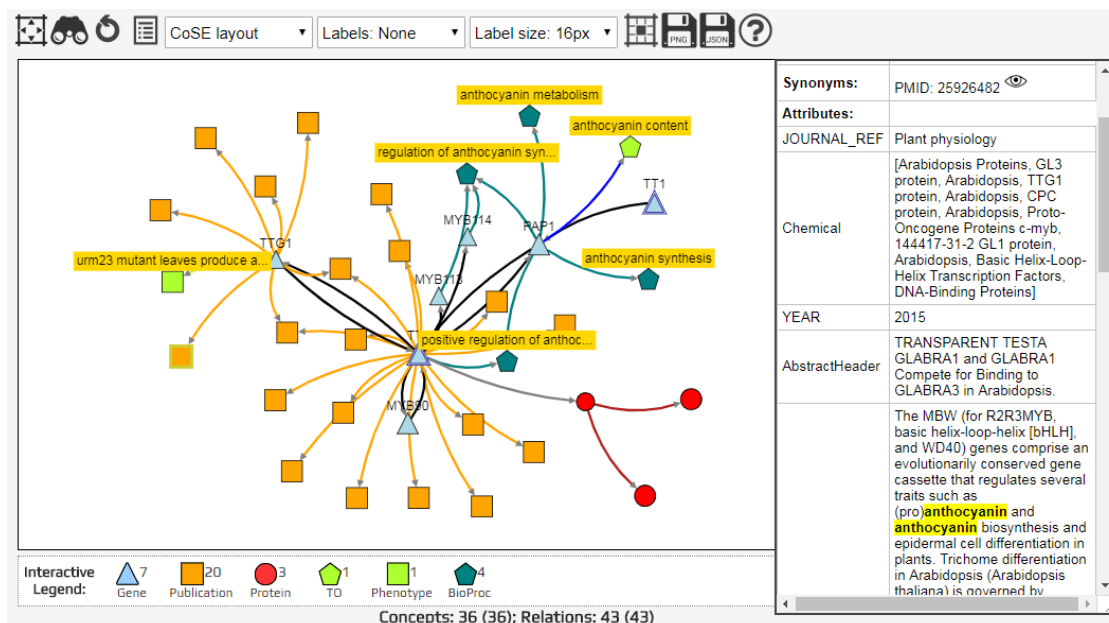 CoSE layout
Labels: None
Label size: 16px
PNG
JSON
?
anthocyanin metabolism
anthocyanin content
regulation of anthocyanin syn...
TT1
MYB114
PAP1
TTG1
urm23 mutant leaves produce a...
anthocyanin synthesis
MYB113
positive regulation of anthoc...
MYB90
Synonyms:
PMID: 25926482
Attributes:
JOURNAL_REF
Plant physiology
Chemical
[Arabidopsis Proteins, GL3
protein, Arabidopsis, TTG1
protein, Arabidopsis, CPC
protein, Arabidopsis, Proto-
Oncogene Proteins c-myb,
144417-31-2 GL1 protein,
Arabidopsis, Basic Helix-Loop-
Helix Transcription Factors,
DNA-Binding Proteins]
YEAR
2015
AbstractHeader
TRANSPARENT TESTA
GLABRA1 and GLABRA1
Compete for Binding to
GLABRA3 in Arabidopsis.
The MBW (for R2R3MYB,
basic helix-loop-helix [bHLH],
and WD40) genes comprise an
evolutionarily conserved gene
cassette that regulates several
traits such as
(pro)anthocyanin and
anthocyanin biosynthesis and
epidermal cell differentiation in
plants. Trichome differentiation
in Arabidopsis (Arabidopsis
thaliana) is governed by
Interactive
Legend:
7
Gene
20
Publication
3
Protein
1
TO
1
Phenotype
4
BioProc
Concepts: 36 (36); Relations: 43 (43)